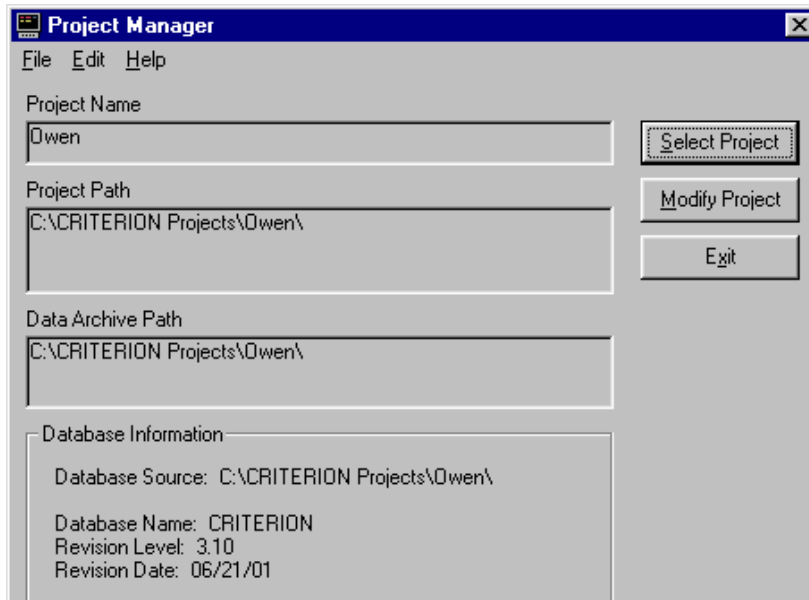 Project Manager
File Edit Help
Project Name
Owen
Select Project
Project Path
Modify Project
C:\CRITERION Projects\Owen\
Exit
Data Archive Path
C:\CRITERION Projects\Owen\
Database Information
Database Source: C:\CRITERION Projects\Owen\
Database Name: CRITERION
Revision Level: 3.10
Revision Date: 06/21/01